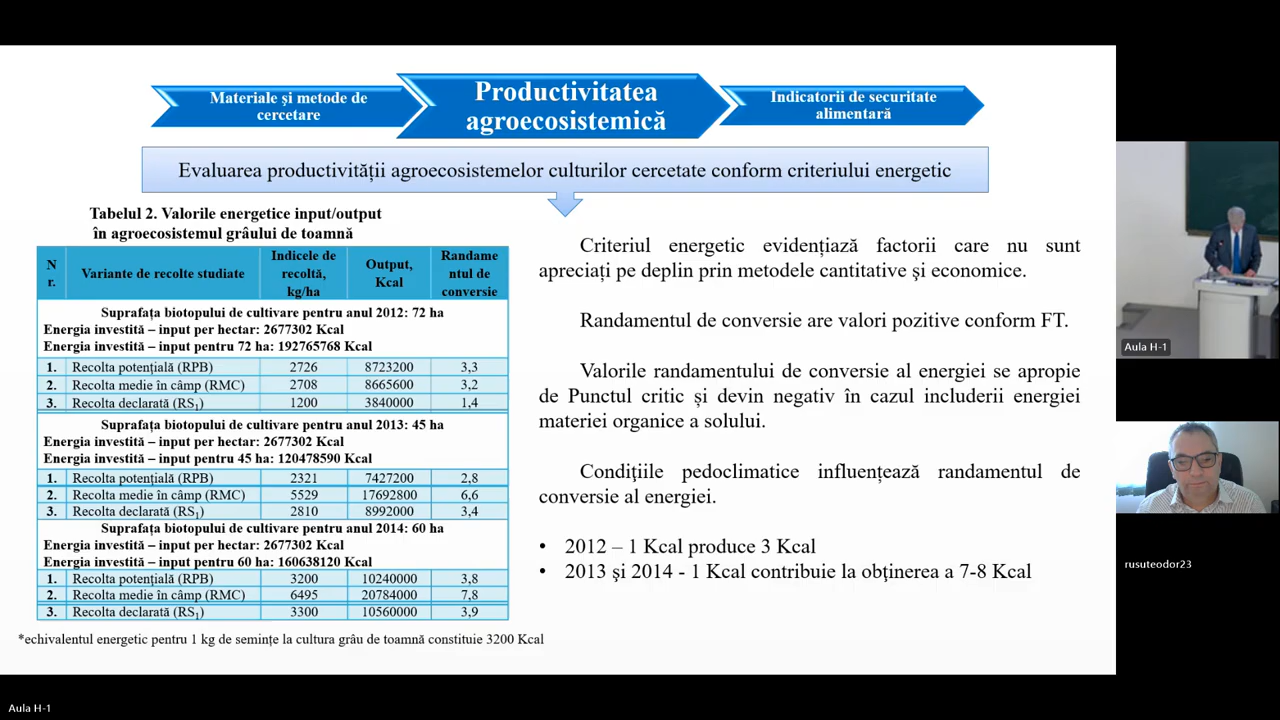 Materiale și metode de
cercetare
Productivitatea
agroecosistemică
Indicatorii de securitate
alimentară
Evaluarea productivității agroecosistemelor culturilor cercetate conform criteriului energetic
Tabelul 2. Valorile energetice input/output
în agroecosistemul grâului de toamnă
N
r.
Variante de recolte studiate
Indicele de
recoltă,
kg/ha
Output,
Kcal
Randame
ntul de
conversie
Suprafața biotopului de cultivare pentru anul 2012: 72 ha
Energia investită – input per hectar: 2677302 Kcal
Energia investită – input pentru 72 ha: 192765768 Kcal
1. Recolta potențială (RPB) 2726 8723200 3,3
2. Recolta medie în câmp (RMC) 2708 8665600 3,2
3. Recolta declarată (RS1) 1200 3840000 1,4
Suprafața biotopului de cultivare pentru anul 2013: 45 ha
Energia investită – input per hectar: 2677302 Kcal
Energia investită – input pentru 45 ha: 120478590 Kcal
1. Recolta potențială (RPB) 2321 7427200 2,8
2. Recolta medie în câmp (RMC) 5529 17692800 6,6
3. Recolta declarată (RS1) 2810 8992000 3,4
Suprafața biotopului de cultivare pentru anul 2014: 60 ha
Energia investită – input per hectar: 2677302 Kcal
Energia investită – input pentru 60 ha: 160638120 Kcal
1. Recolta potențială (RPB) 3200 10240000 3,8
2. Recolta medie în câmp (RMC) 6495 20784000 7,8
3. Recolta declarată (RS1) 3300 10560000 3,9
*echivalentul energetic pentru 1 kg de semințe la cultura grâu de toamnă constituie 3200 Kcal
Criteriul energetic evidențiază factorii care nu sunt
apreciați pe deplin prin metodele cantitative și economice.
Randamentul de conversie are valori pozitive conform FT.
Valorile randamentului de conversie al energiei se apropie
de Punctul critic și devin negativ în cazul includerii energiei
materiei organice a solului.
Condițiile pedoclimatice influențează randamentul de
conversie al energiei.
• 2012 – 1 Kcal produce 3 Kcal
• 2013 şi 2014 - 1 Kcal contribuie la obţinerea a 7-8 Kcal
Aula H-1
rusuteodor23
Aula H-1